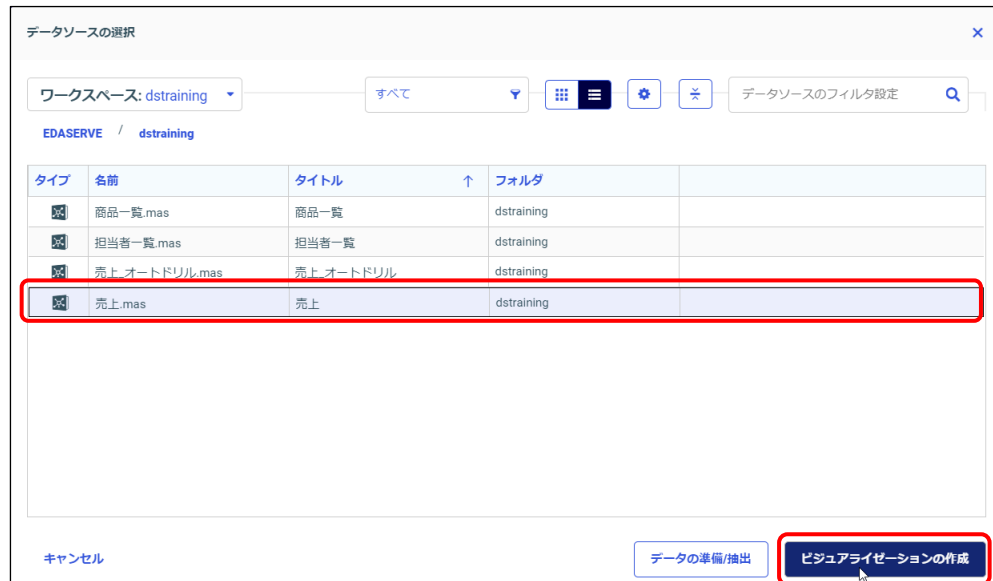 データソースの選択
ワークスペース: dstraining
すべて
データソースのフィルタ設定
EDASERVE / dstraining
タイプ 名前 タイトル フォルダ
商品一覧.mas 商品一覧 dstraining
担当者一覧.mas 担当者一覧 dstraining
売上_オートドリル.mas 売上_オートドリル dstraining
売上.mas 売上 dstraining
キャンセル
データの準備/抽出
ビジュアライゼーションの作成